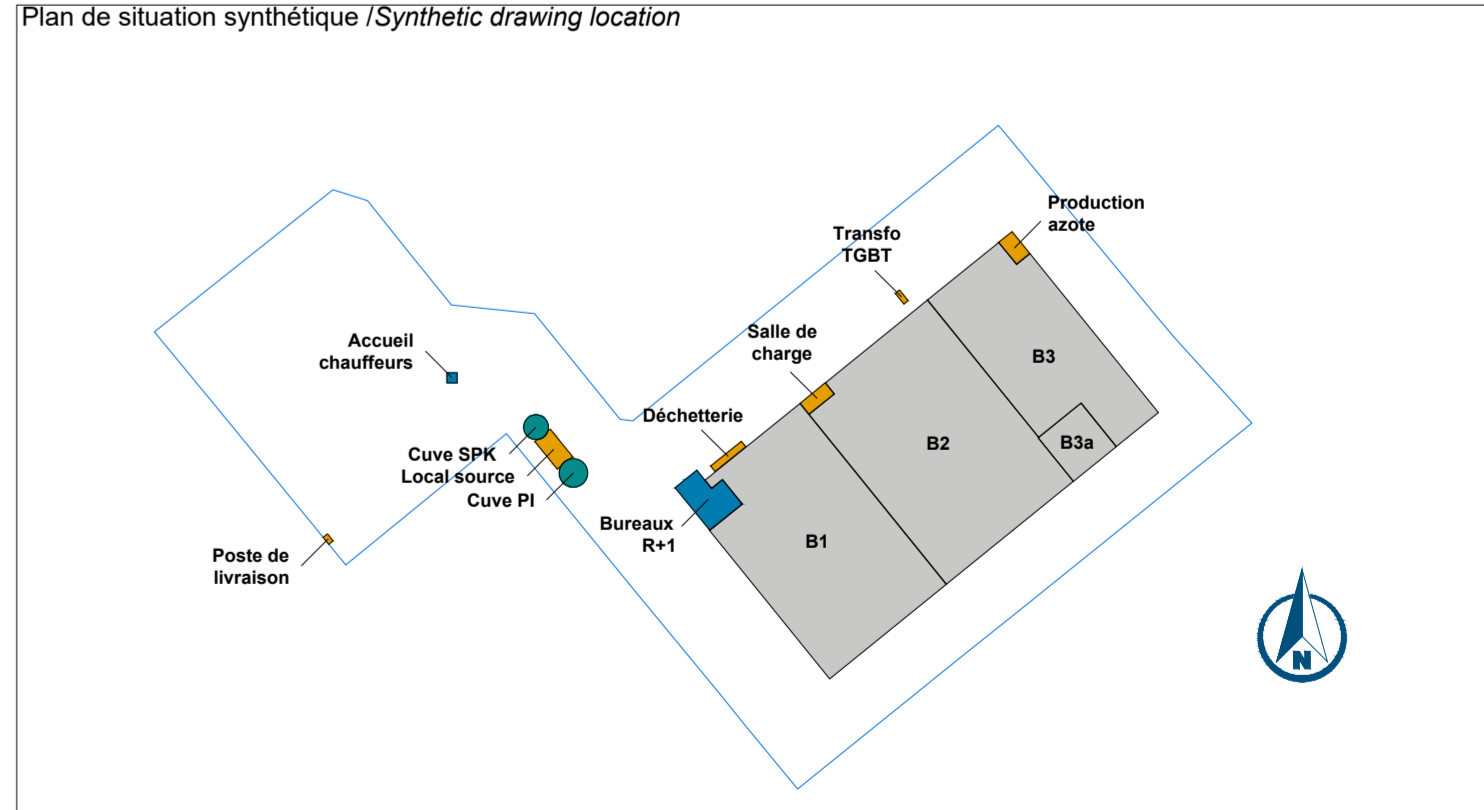 Plan de situation synthétique /Synthetic drawing location
Production
azote
Transfo
TGBT
Accueil
chauffeurs
Salle de
charge
B3
Déchetterie
B2
B3a
Cuve SPK
Local source
Cuve PI
Bureaux
R+1
B1
Poste de
livraison
N